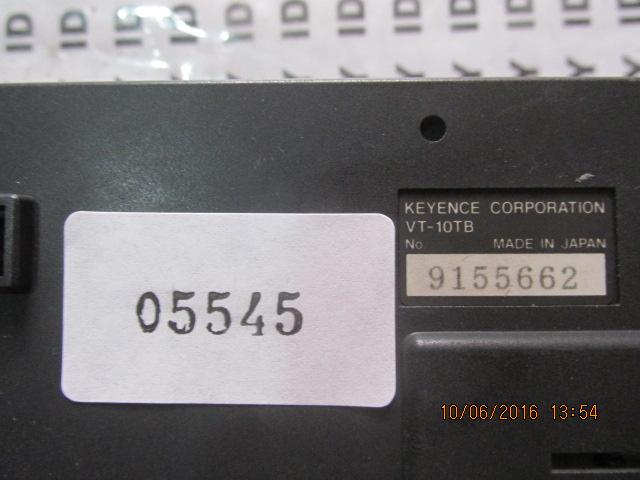 KEYENCE CORPORATION
VT-10TB
No MADE IN JAPAN
9155662
05545
10/06/2016 13:54